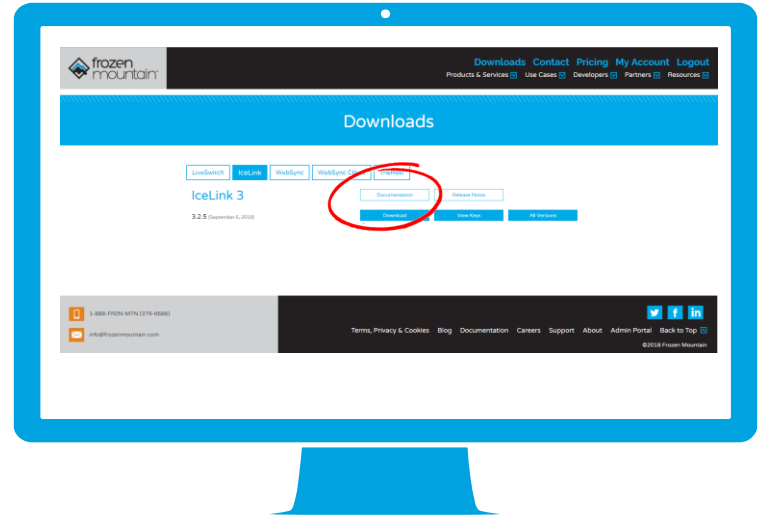 frozen
mountain
Downloads Contact Pricing My Account Logout
Products & Services Use Cases Developers Partners Resources
Downloads
LiveSwitch IceLink WebSync WebSync
IceLink 3
Documentation Release Notes
3.2.5 (September 6, 2018)
Download View Keys All Versions
1-888-FRZN-MTN (379-6686)
info@frozenmountain.com
Terms, Privacy & Cookies Blog Documentation Careers Support About Admin Portal Back to Top
©2018 Frozen Mountain